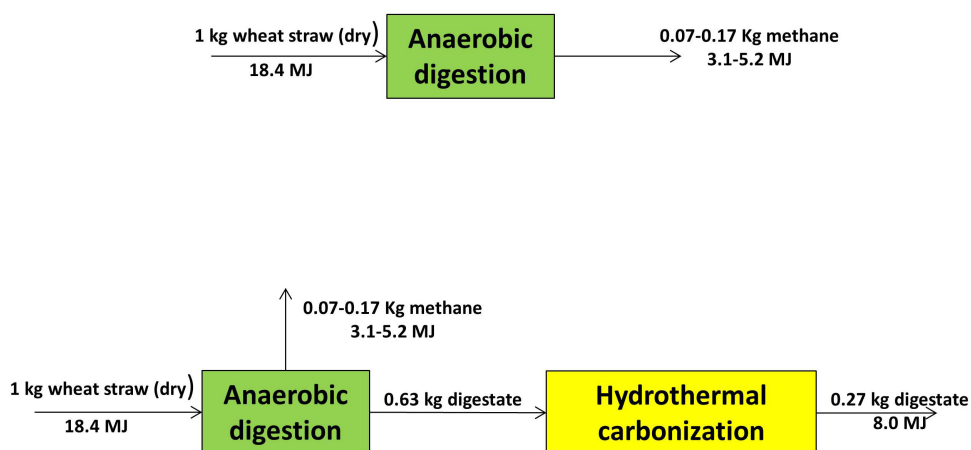 1 kg wheat straw (dry)
18.4 MJ
Anaerobic
digestion
0.07-0.17 Kg methane
3.1-5.2 MJ
0.07-0.17 Kg methane
3.1-5.2 MJ
1 kg wheat straw (dry)
18.4 MJ
Anaerobic
digestion
0.63 kg digestate
Hydrothermal
carbonization
0.27 kg digestate
8.0 MJ